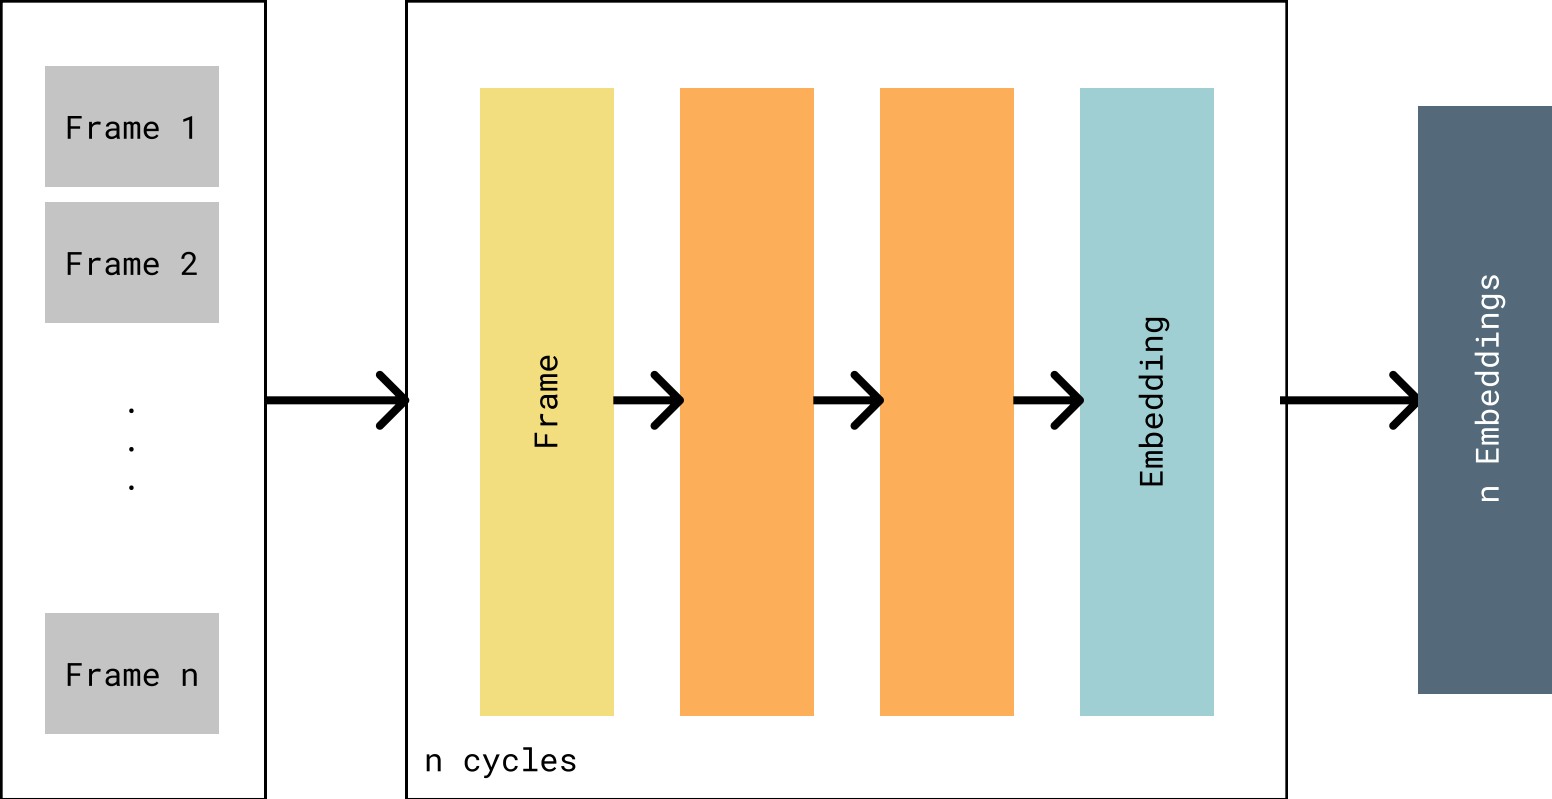 Frame 1
Frame 2
.
.
.
Frame n
Frame
Embedding
n cycles
n Embeddings